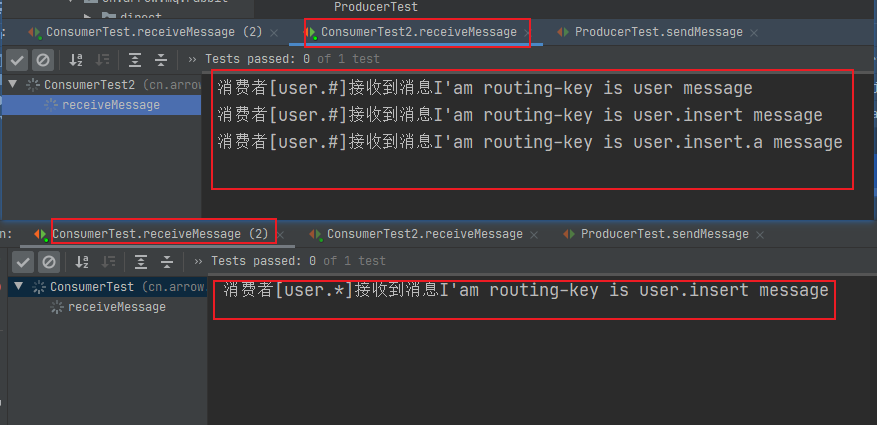 ProducerTest
ConsumerTest.receiveMessage (2)
ConsumerTest2.receiveMessage
ProducerTest.sendMessage
Tests passed: 0 of 1 test
ConsumerTest2 (cn.arrow
receiveMessage
消费者[user.#]接收到消息I'am routing-key is user message
消费者[user.#]接收到消息I'am routing-key is user.insert message
消费者[user.#]接收到消息I'am routing-key is user.insert.a message
n:
ConsumerTest.receiveMessage (2)
ConsumerTest2.receiveMessage
ProducerTest.sendMessage
Tests passed: 0 of 1 test
ConsumerTest (cn.arrow.
receiveMessage
消费者[user.*]接收到消息I'am routing-key is user.insert message